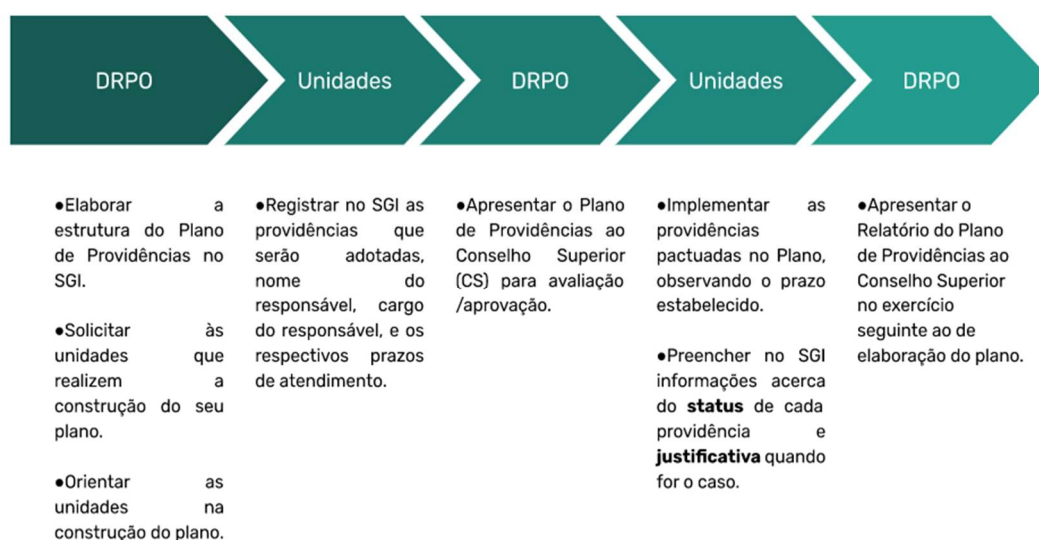 DRPO
Unidades
DRPO
Unidades
DRPO
●Elaborar a
estrutura do Plano
de Providências no
SGI.
●Solicitar às
unidades que
realizem a
construção do seu
plano.
●Orientar as
unidades na
construção do plano.
●Registrar no SGI as
providências que
serão adotadas,
nome do
responsável, cargo
do responsável, e os
respectivos prazos
de atendimento.
●Apresentar o Plano
de Providências ao
Conselho Superior
(CS) para avaliação
/aprovação.
●Implementar as
providências
pactuadas no Plano,
observando o prazo
estabelecido.
●Preencher no SGI
informações acerca
do status de cada
providência e
justificativa quando
for o caso.
●Apresentar o
Relatório do Plano
de Providências ao
Conselho Superior
no exercício
seguinte ao de
elaboração do plano.